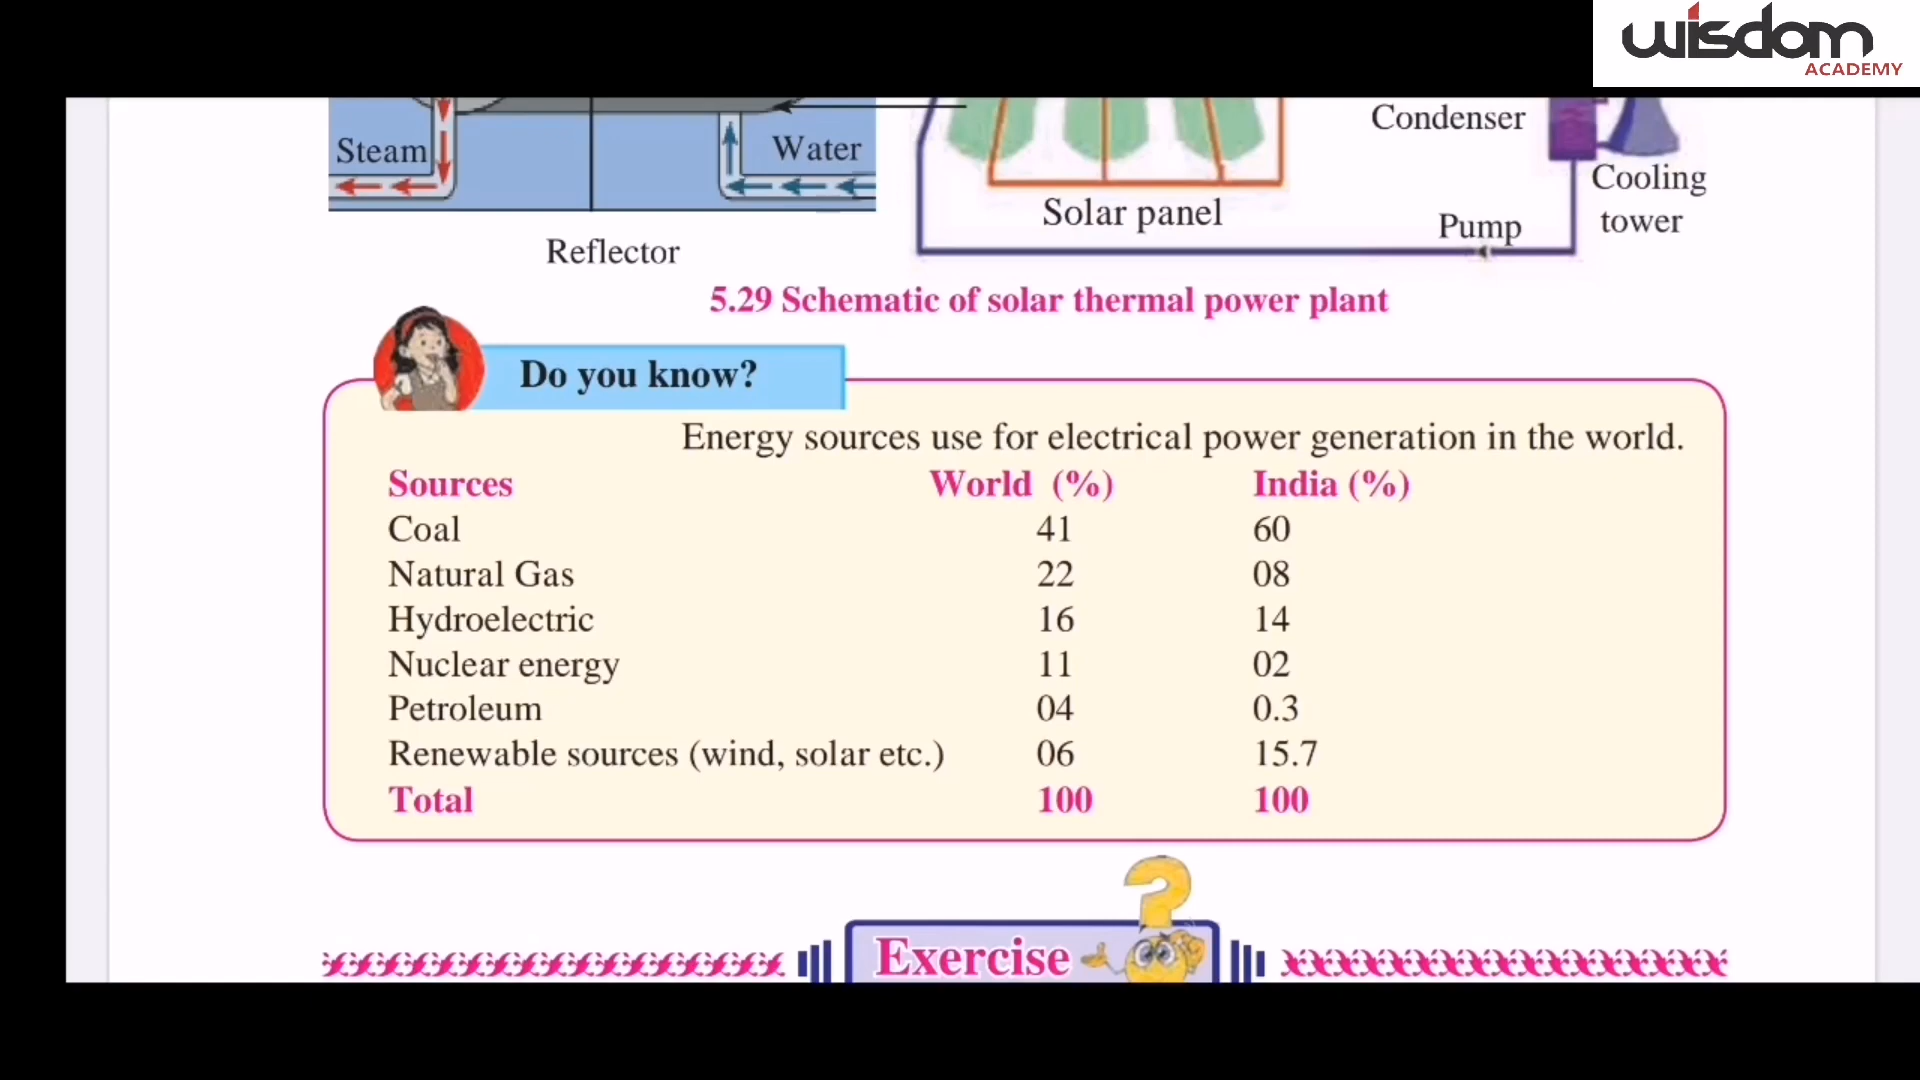 wisdom
ACADEMY
Steam
Water
Reflector
Solar panel
Condenser
Cooling
tower
Pump
5.29 Schematic of solar thermal power plant
Do you know?
Energy sources use for electrical power generation in the world.
Sources World (%) India (%)
Coal 41 60
Natural Gas 22 08
Hydroelectric 16 14
Nuclear energy 11 02
Petroleum 04 0.3
Renewable sources (wind, solar etc.) 06 15.7
Total 100 100
Exercise